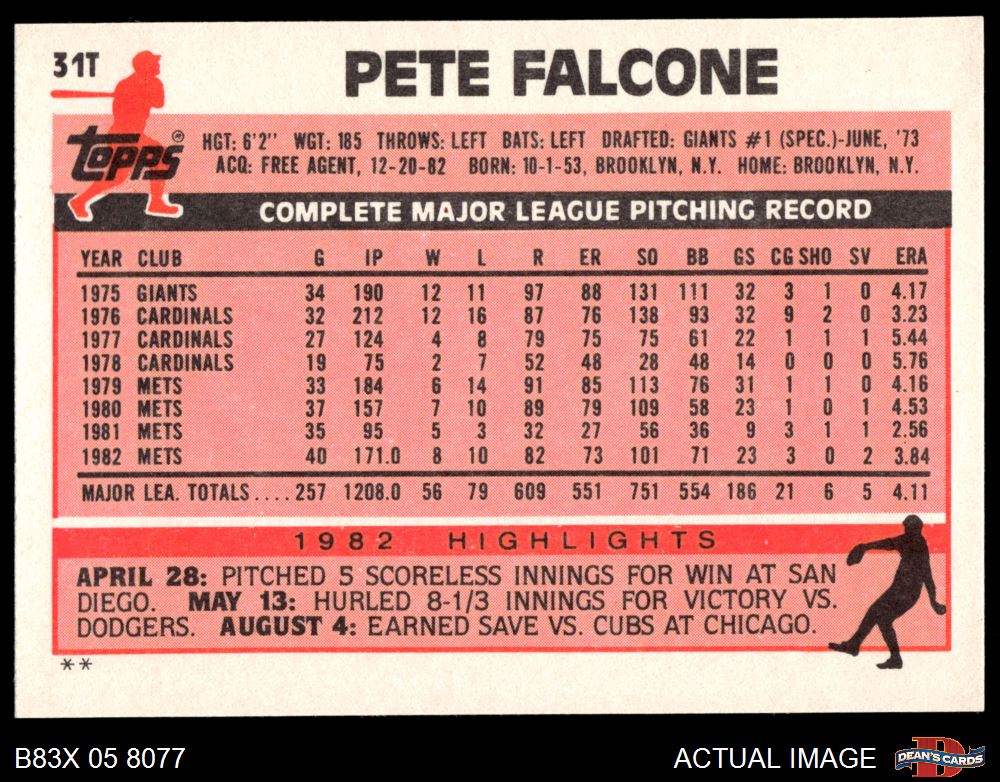 31T
PETE FALCONE
Topps®
HGT: 6'2" WGT: 185 THROWS: LEFT BATS: LEFT DRAFTED: GIANTS #1 (SPEC.)-JUNE, '73
ACQ: FREE AGENT, 12-20-82 BORN: 10-1-53, BROOKLYN, N.Y. HOME: BROOKLYN, N.Y.
COMPLETE MAJOR LEAGUE PITCHING RECORD
YEAR CLUB G IP W L R ER SO BB GS CG SHO SV ERA
1975 GIANTS 34 190 12 11 97 88 131 111 32 3 1 0 4.17
1976 CARDINALS 32 212 12 16 87 76 138 93 32 9 2 0 3.23
1977 CARDINALS 27 124 4 8 79 75 75 61 22 1 1 1 5.44
1978 CARDINALS 19 75 2 7 52 48 28 48 14 0 0 0 5.76
1979 METS 33 184 6 14 91 85 113 76 31 1 1 0 4.16
1980 METS 37 157 7 10 89 79 109 58 23 1 0 1 4.53
1981 METS 35 95 5 3 32 27 56 36 9 3 1 1 2.56
1982 METS 40 171.0 8 10 82 73 101 71 23 3 0 2 3.84
MAJOR LEA. TOTALS.... 257 1208.0 56 79 609 551 751 554 186 21 6 5 4.11
1982 HIGHLIGHTS
APRIL 28: PITCHED 5 SCORELESS INNINGS FOR WIN AT SAN
DIEGO. MAY 13: HURLED 8-1/3 INNINGS FOR VICTORY VS.
DODGERS. AUGUST 4: EARNED SAVE VS. CUBS AT CHICAGO.
**
B83X 05 8077
ACTUAL IMAGE
D
DEAN'S CARDS